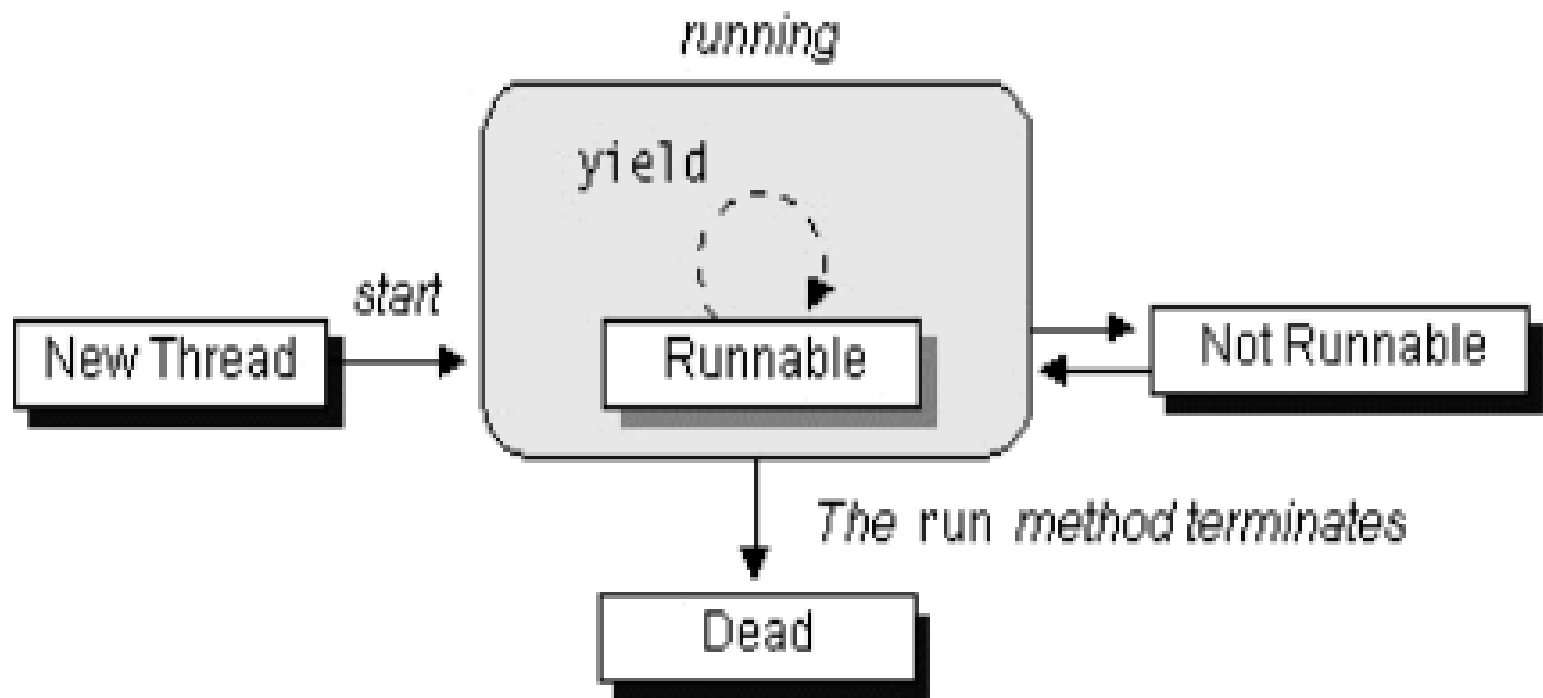 running
yield
start
New Thread
Runnable
Not Runnable
The run method terminates
Dead